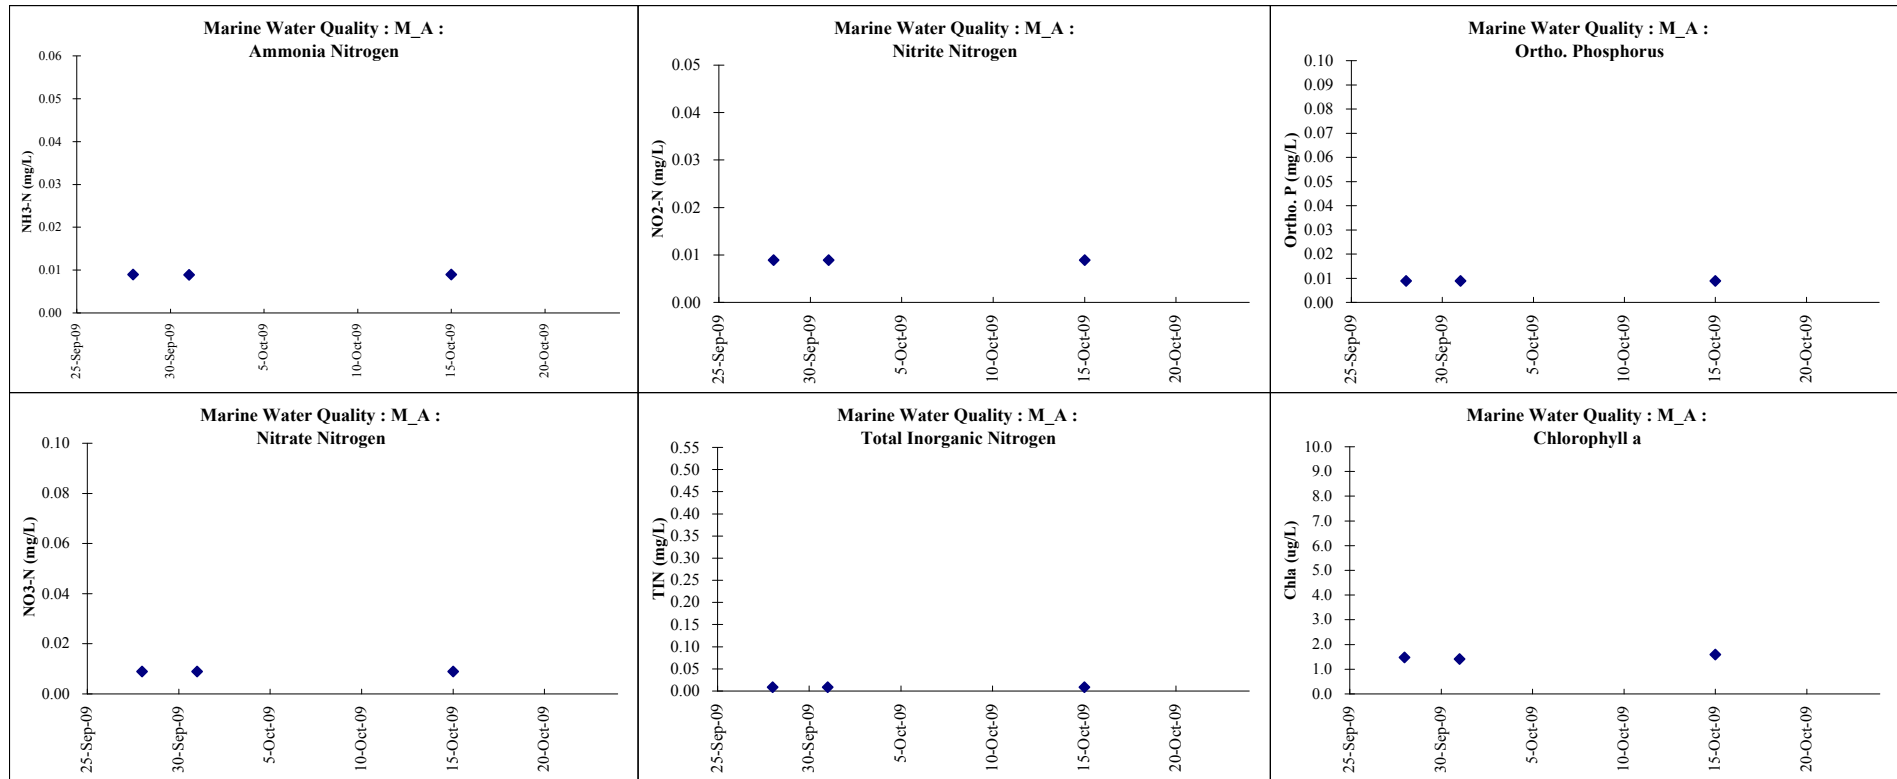 Marine Water Quality : M_A :
Ammonia Nitrogen
0.06
0.05
0.04
0.03
0.02
0.01
0.00
NH3-N (mg/L)
25-Sep-09
30-Sep-09
5-Oct-09
10-Oct-09
15-Oct-09
20-Oct-09
Marine Water Quality : M_A :
Nitrite Nitrogen
0.05
0.04
0.03
0.02
0.01
0.00
NO2-N (mg/L)
25-Sep-09
30-Sep-09
5-Oct-09
10-Oct-09
15-Oct-09
20-Oct-09
Marine Water Quality : M_A :
Ortho. Phosphorus
0.10
0.09
0.08
0.07
0.06
0.05
0.04
0.03
0.02
0.01
0.00
Ortho. P (mg/L)
25-Sep-09
30-Sep-09
5-Oct-09
10-Oct-09
15-Oct-09
20-Oct-09
Marine Water Quality : M_A :
Nitrate Nitrogen
0.10
0.08
0.06
0.04
0.02
0.00
NO3-N (mg/L)
25-Sep-09
30-Sep-09
5-Oct-09
10-Oct-09
15-Oct-09
20-Oct-09
Marine Water Quality : M_A :
Total Inorganic Nitrogen
0.55
0.50
0.45
0.40
0.35
0.30
0.25
0.20
0.15
0.10
0.05
0.00
TIN (mg/L)
25-Sep-09
30-Sep-09
5-Oct-09
10-Oct-09
15-Oct-09
20-Oct-09
Marine Water Quality : M_A :
Chlorophyll a
10.0
9.0
8.0
7.0
6.0
5.0
4.0
3.0
2.0
1.0
0.0
Chla (ug/L)
25-Sep-09
30-Sep-09
5-Oct-09
10-Oct-09
15-Oct-09
20-Oct-09